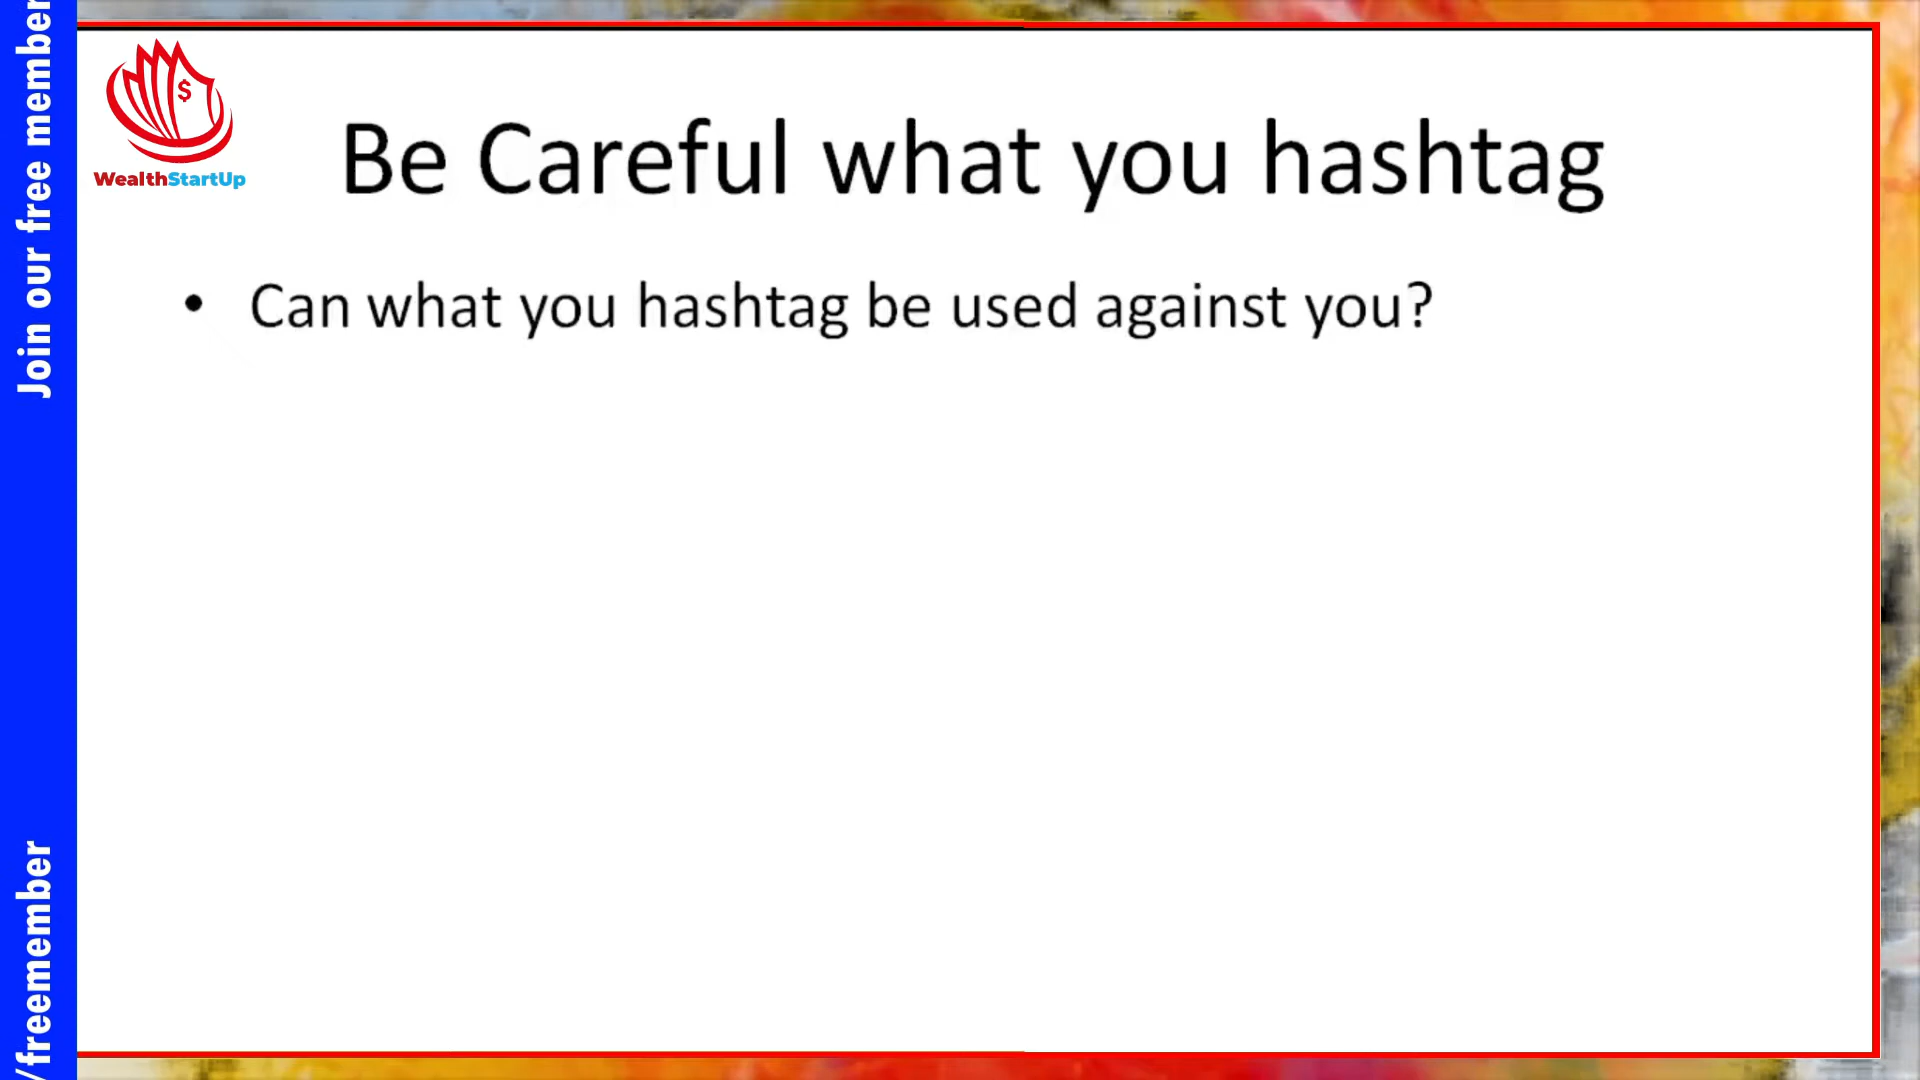 Join our free member
/freemember
WealthStartUp
Be Careful what you hashtag
• Can what you hashtag be used against you?